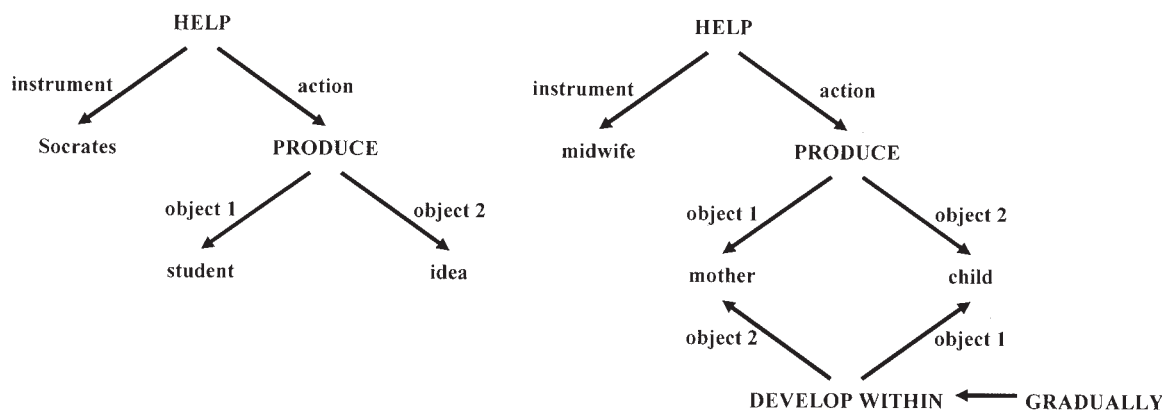 HELP
instrument
action
Socrates
PRODUCE
object 1
object 2
student
idea
HELP
instrument
action
midwife
PRODUCE
object 1
object 2
mother
child
object 2
object 1
DEVELOP WITHIN
GRADUALLY